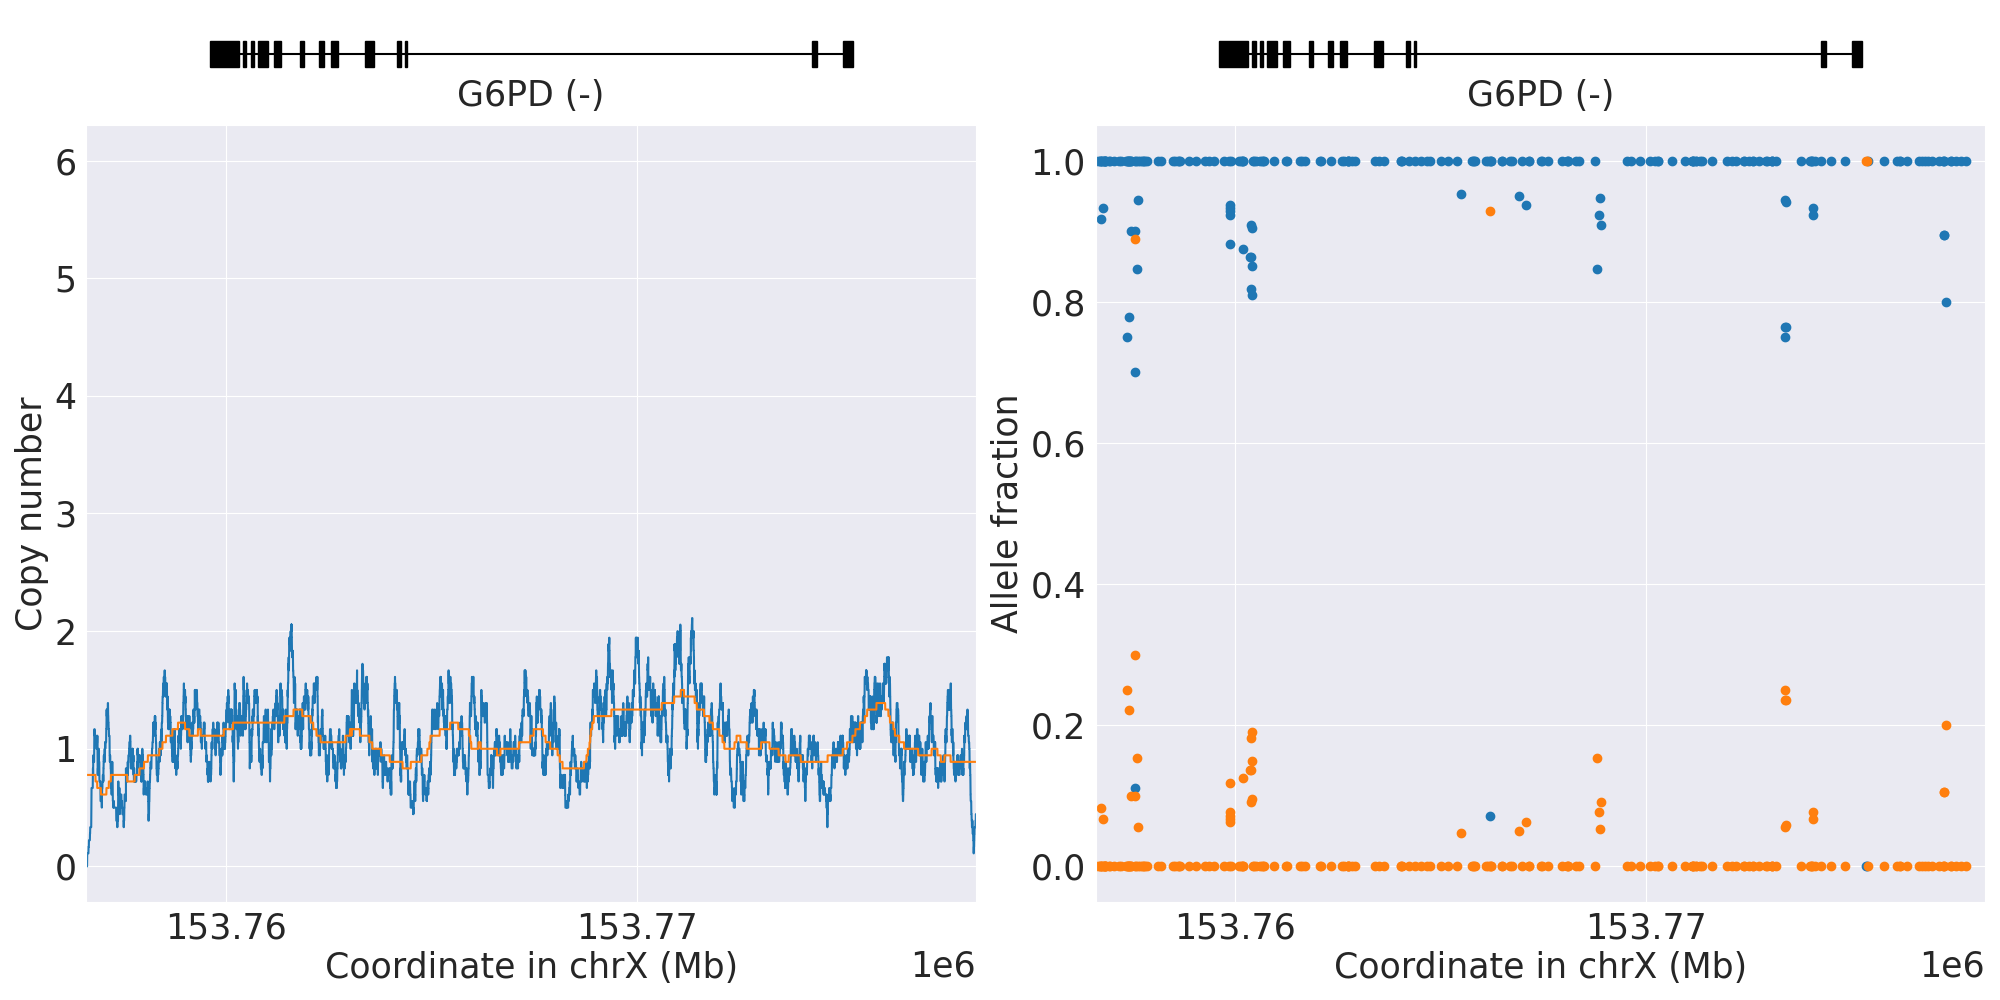 G6PD (-)
G6PD (-)
Copy number
6
5
4
3
2
1
0
153.76
153.77
Coordinate in chrX (Mb)
1e6
Allele fraction
1.0
0.8
0.6
0.4
0.2
0.0
153.76
153.77
Coordinate in chrX (Mb)
1e6